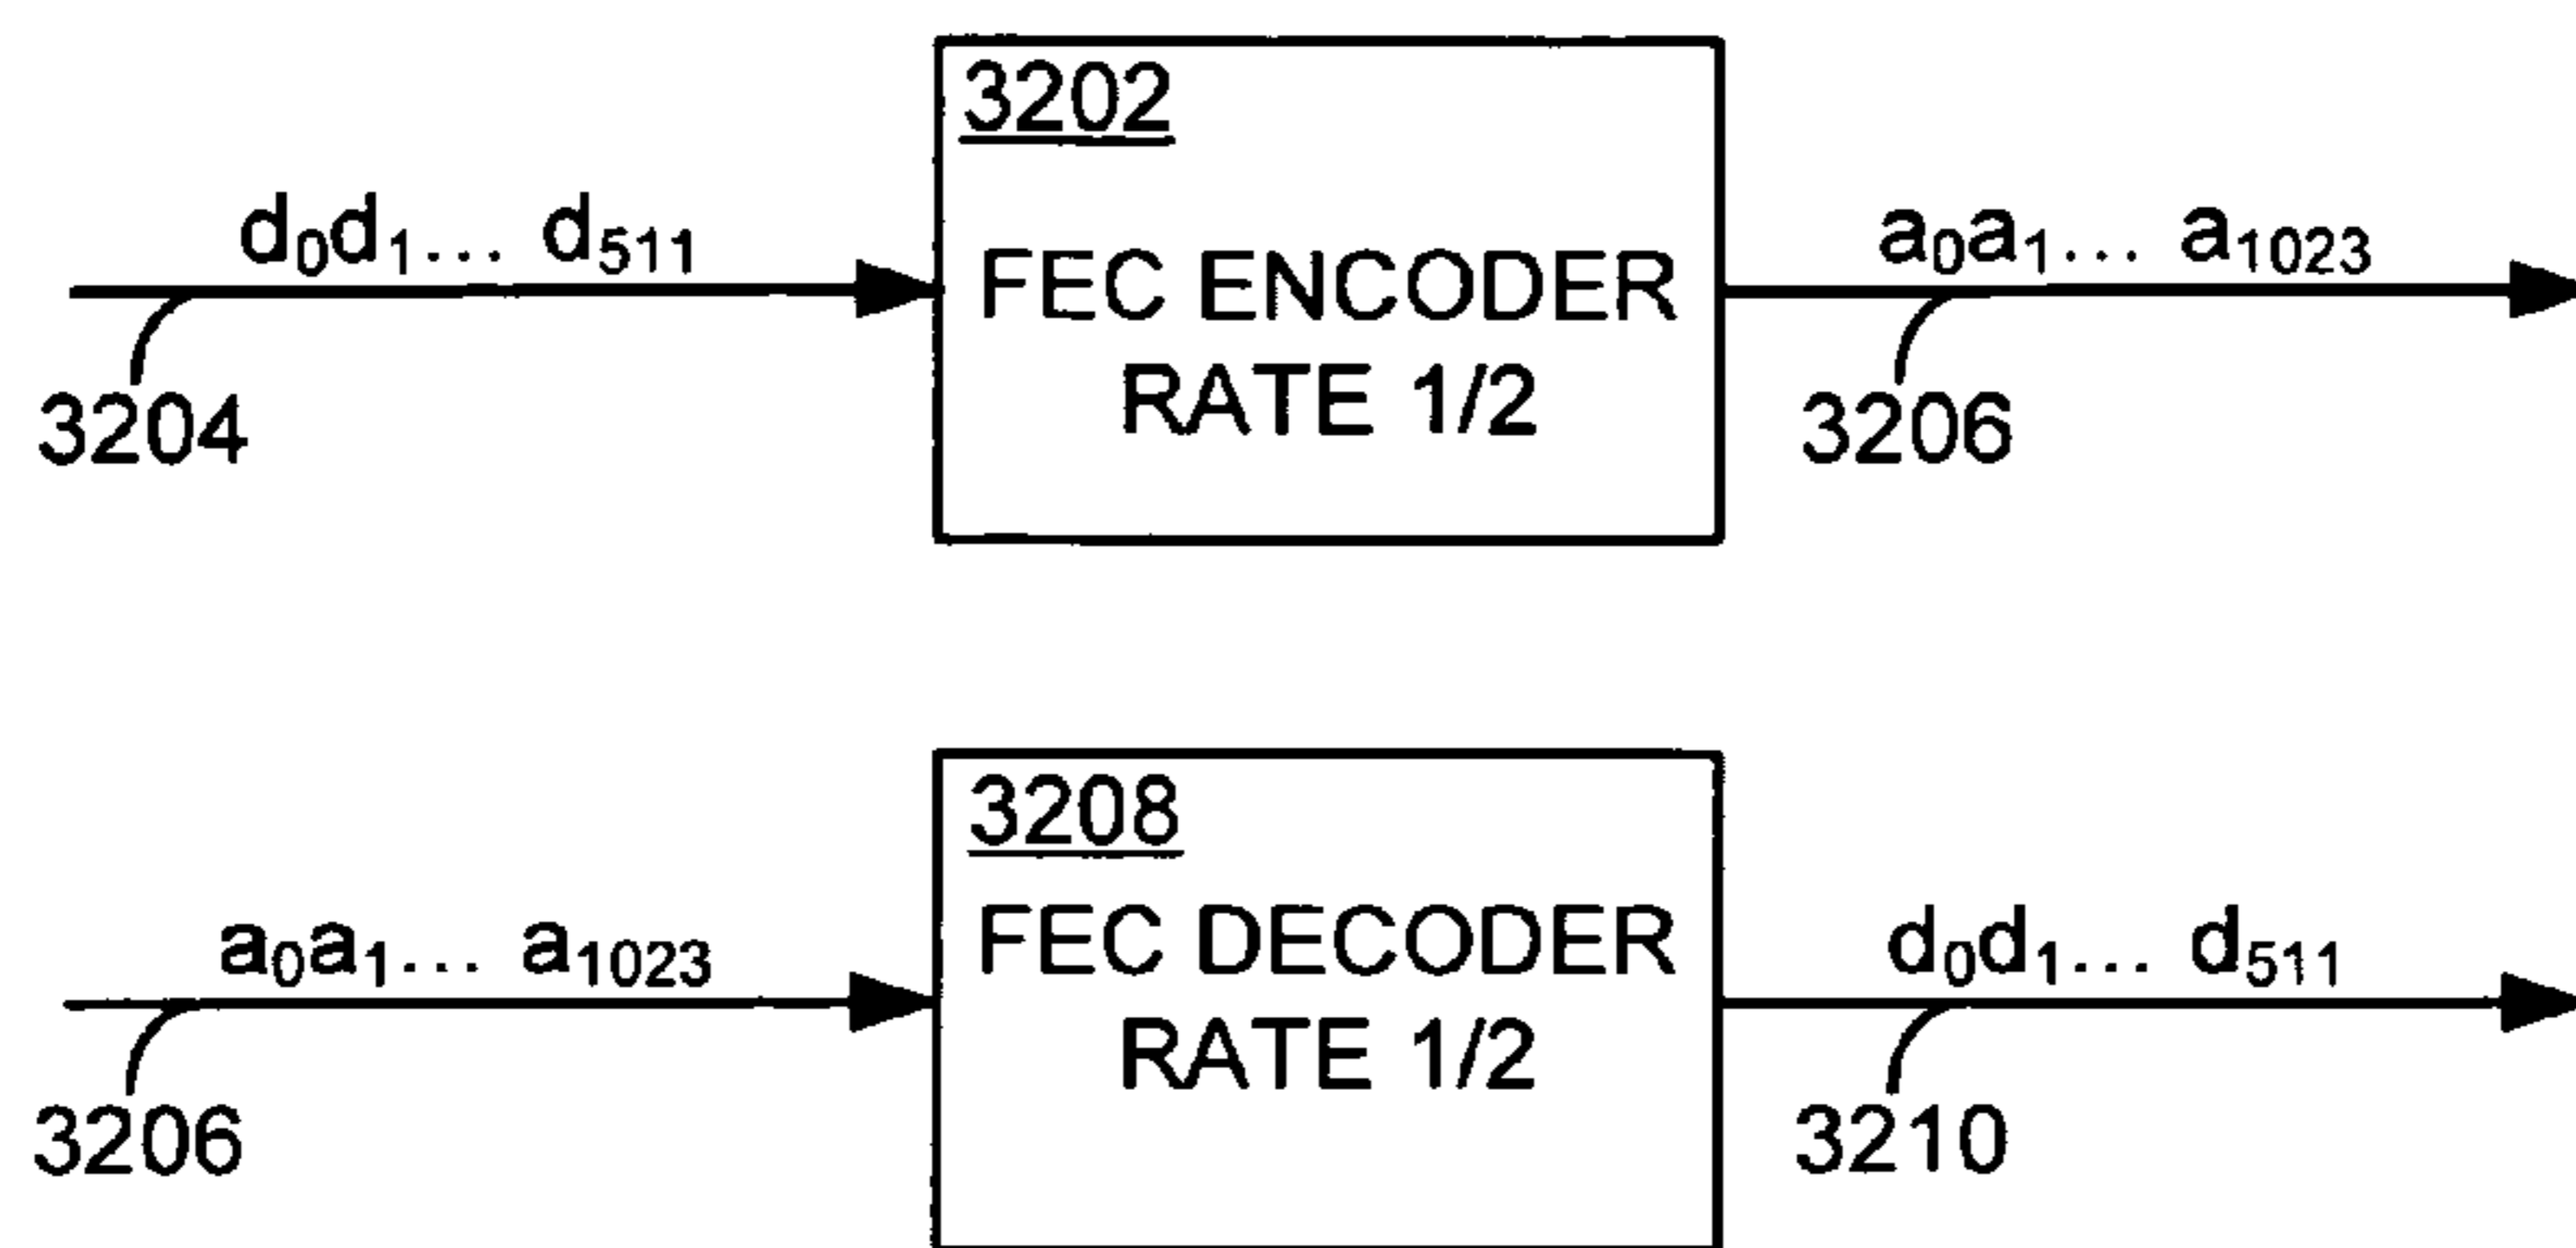 3202
d₀d₁... d₅₁₁
a₀a₁... a₁₀₂₃
FEC ENCODER
RATE 1/2
3204
3206
3208
a₀a₁... a₁₀₂₃
FEC DECODER
d₀d₁... d₅₁₁
RATE 1/2
3206
3210